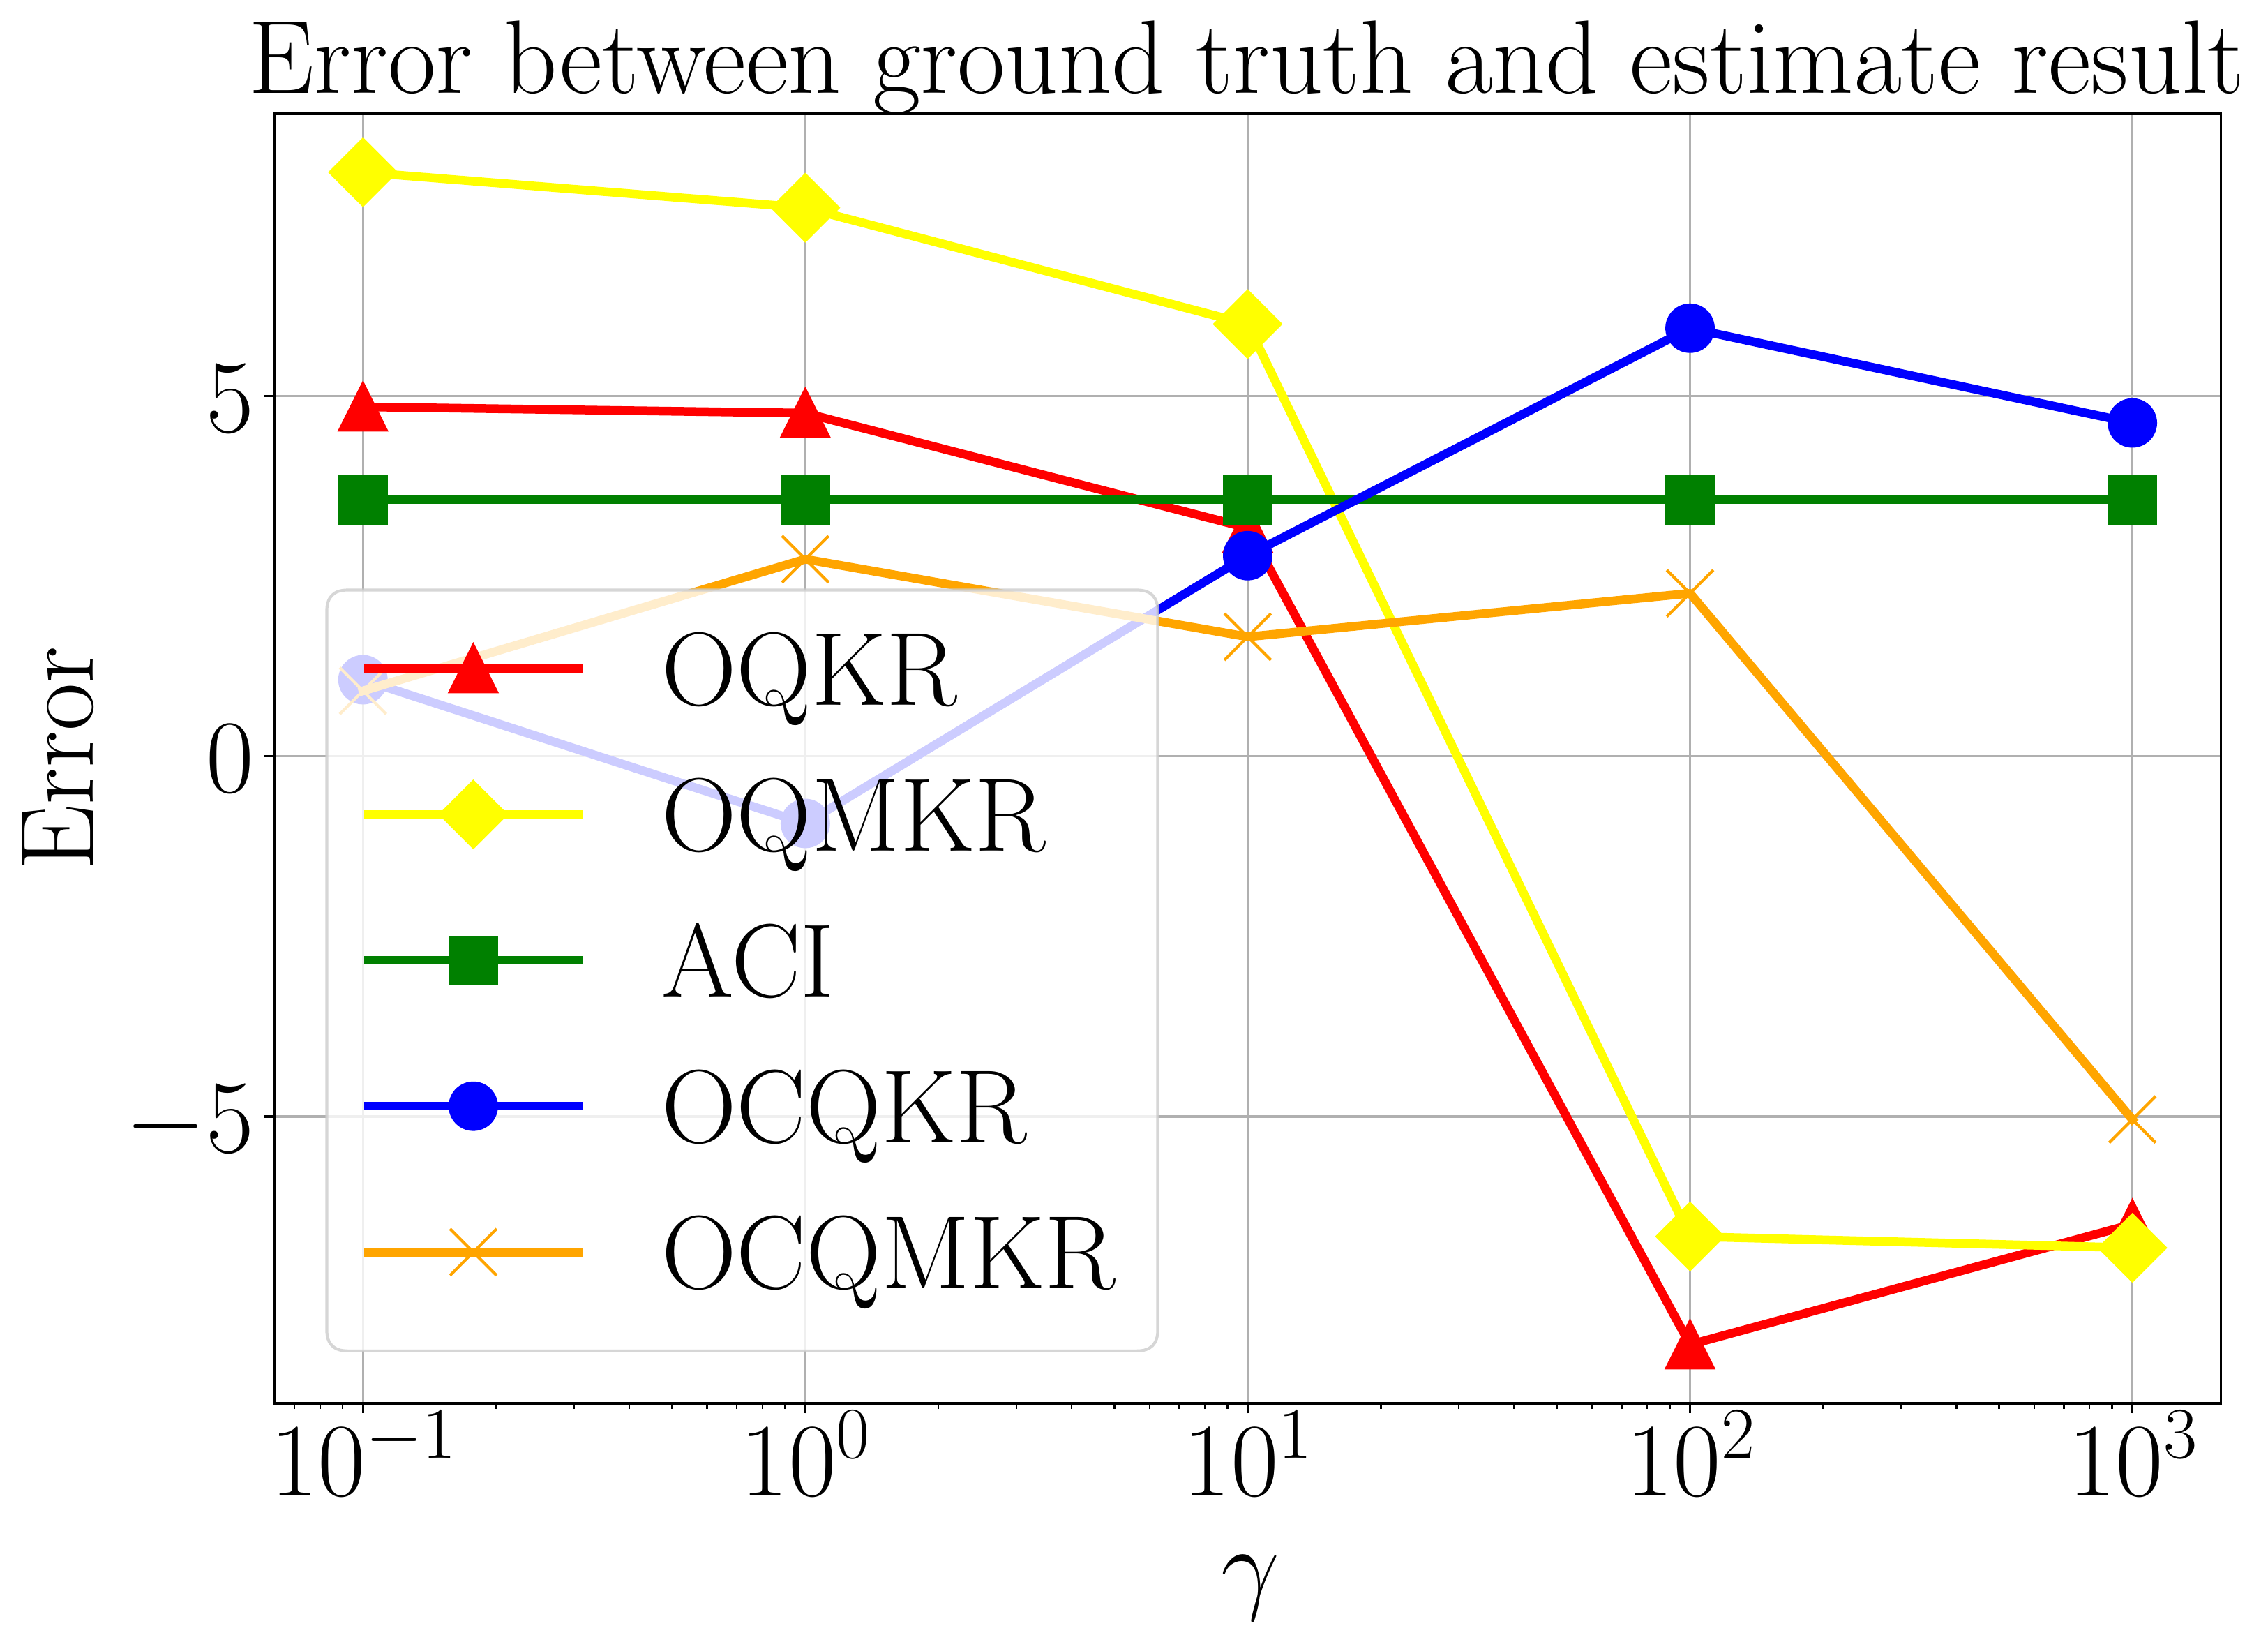 Error between ground truth and estimate result
Error
5
0
−5
OQKR
OQMKR
ACI
OCQKR
OCQMKR
10⁻¹ 10⁰ 10¹ 10² 10³
γ